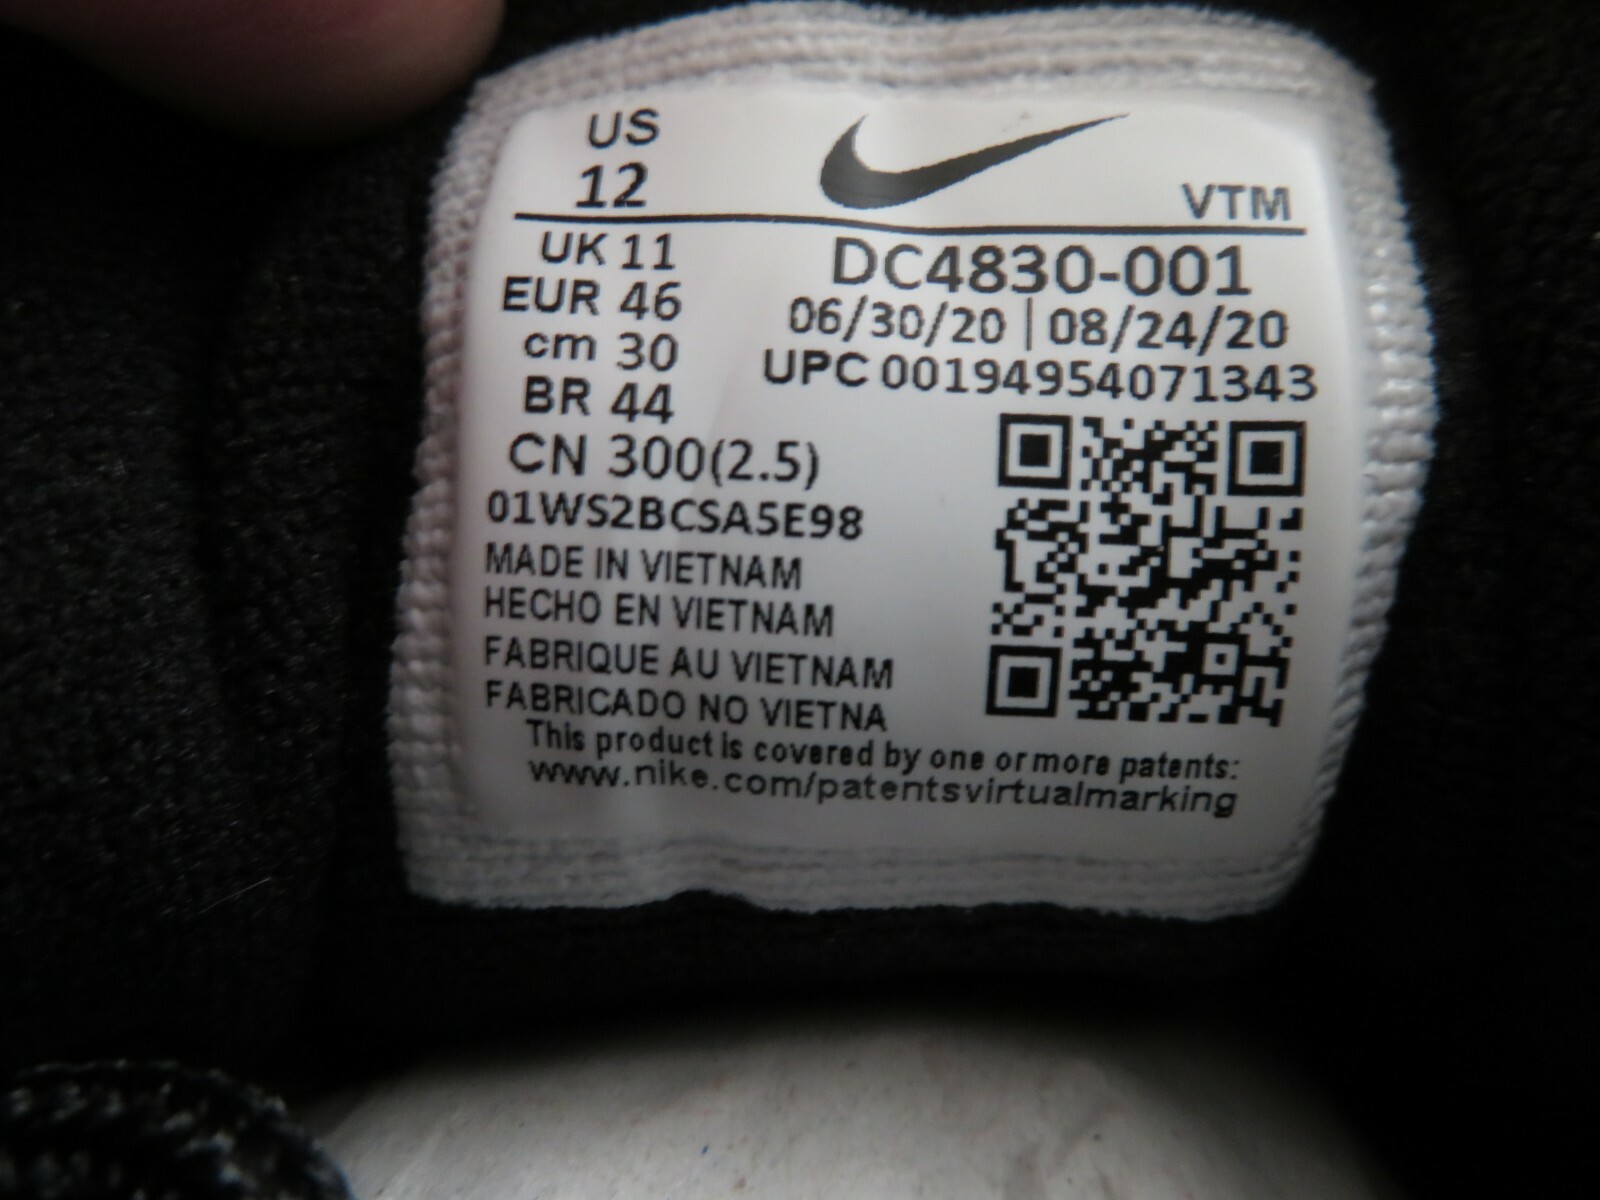 US
12
VTM
UK 11
EUR 46
cm 30
BR 44
CN 300(2.5)
DC4830-001
06/30/20 | 08/24/20
UPC 00194954071343
01WS2BCSA5E98
MADE IN VIETNAM
HECHO EN VIETNAM
FABRIQUE AU VIETNAM
FABRICADO NO VIETNA
This product is covered by one or more patents:
www.nike.com/patentsvirtualmarking